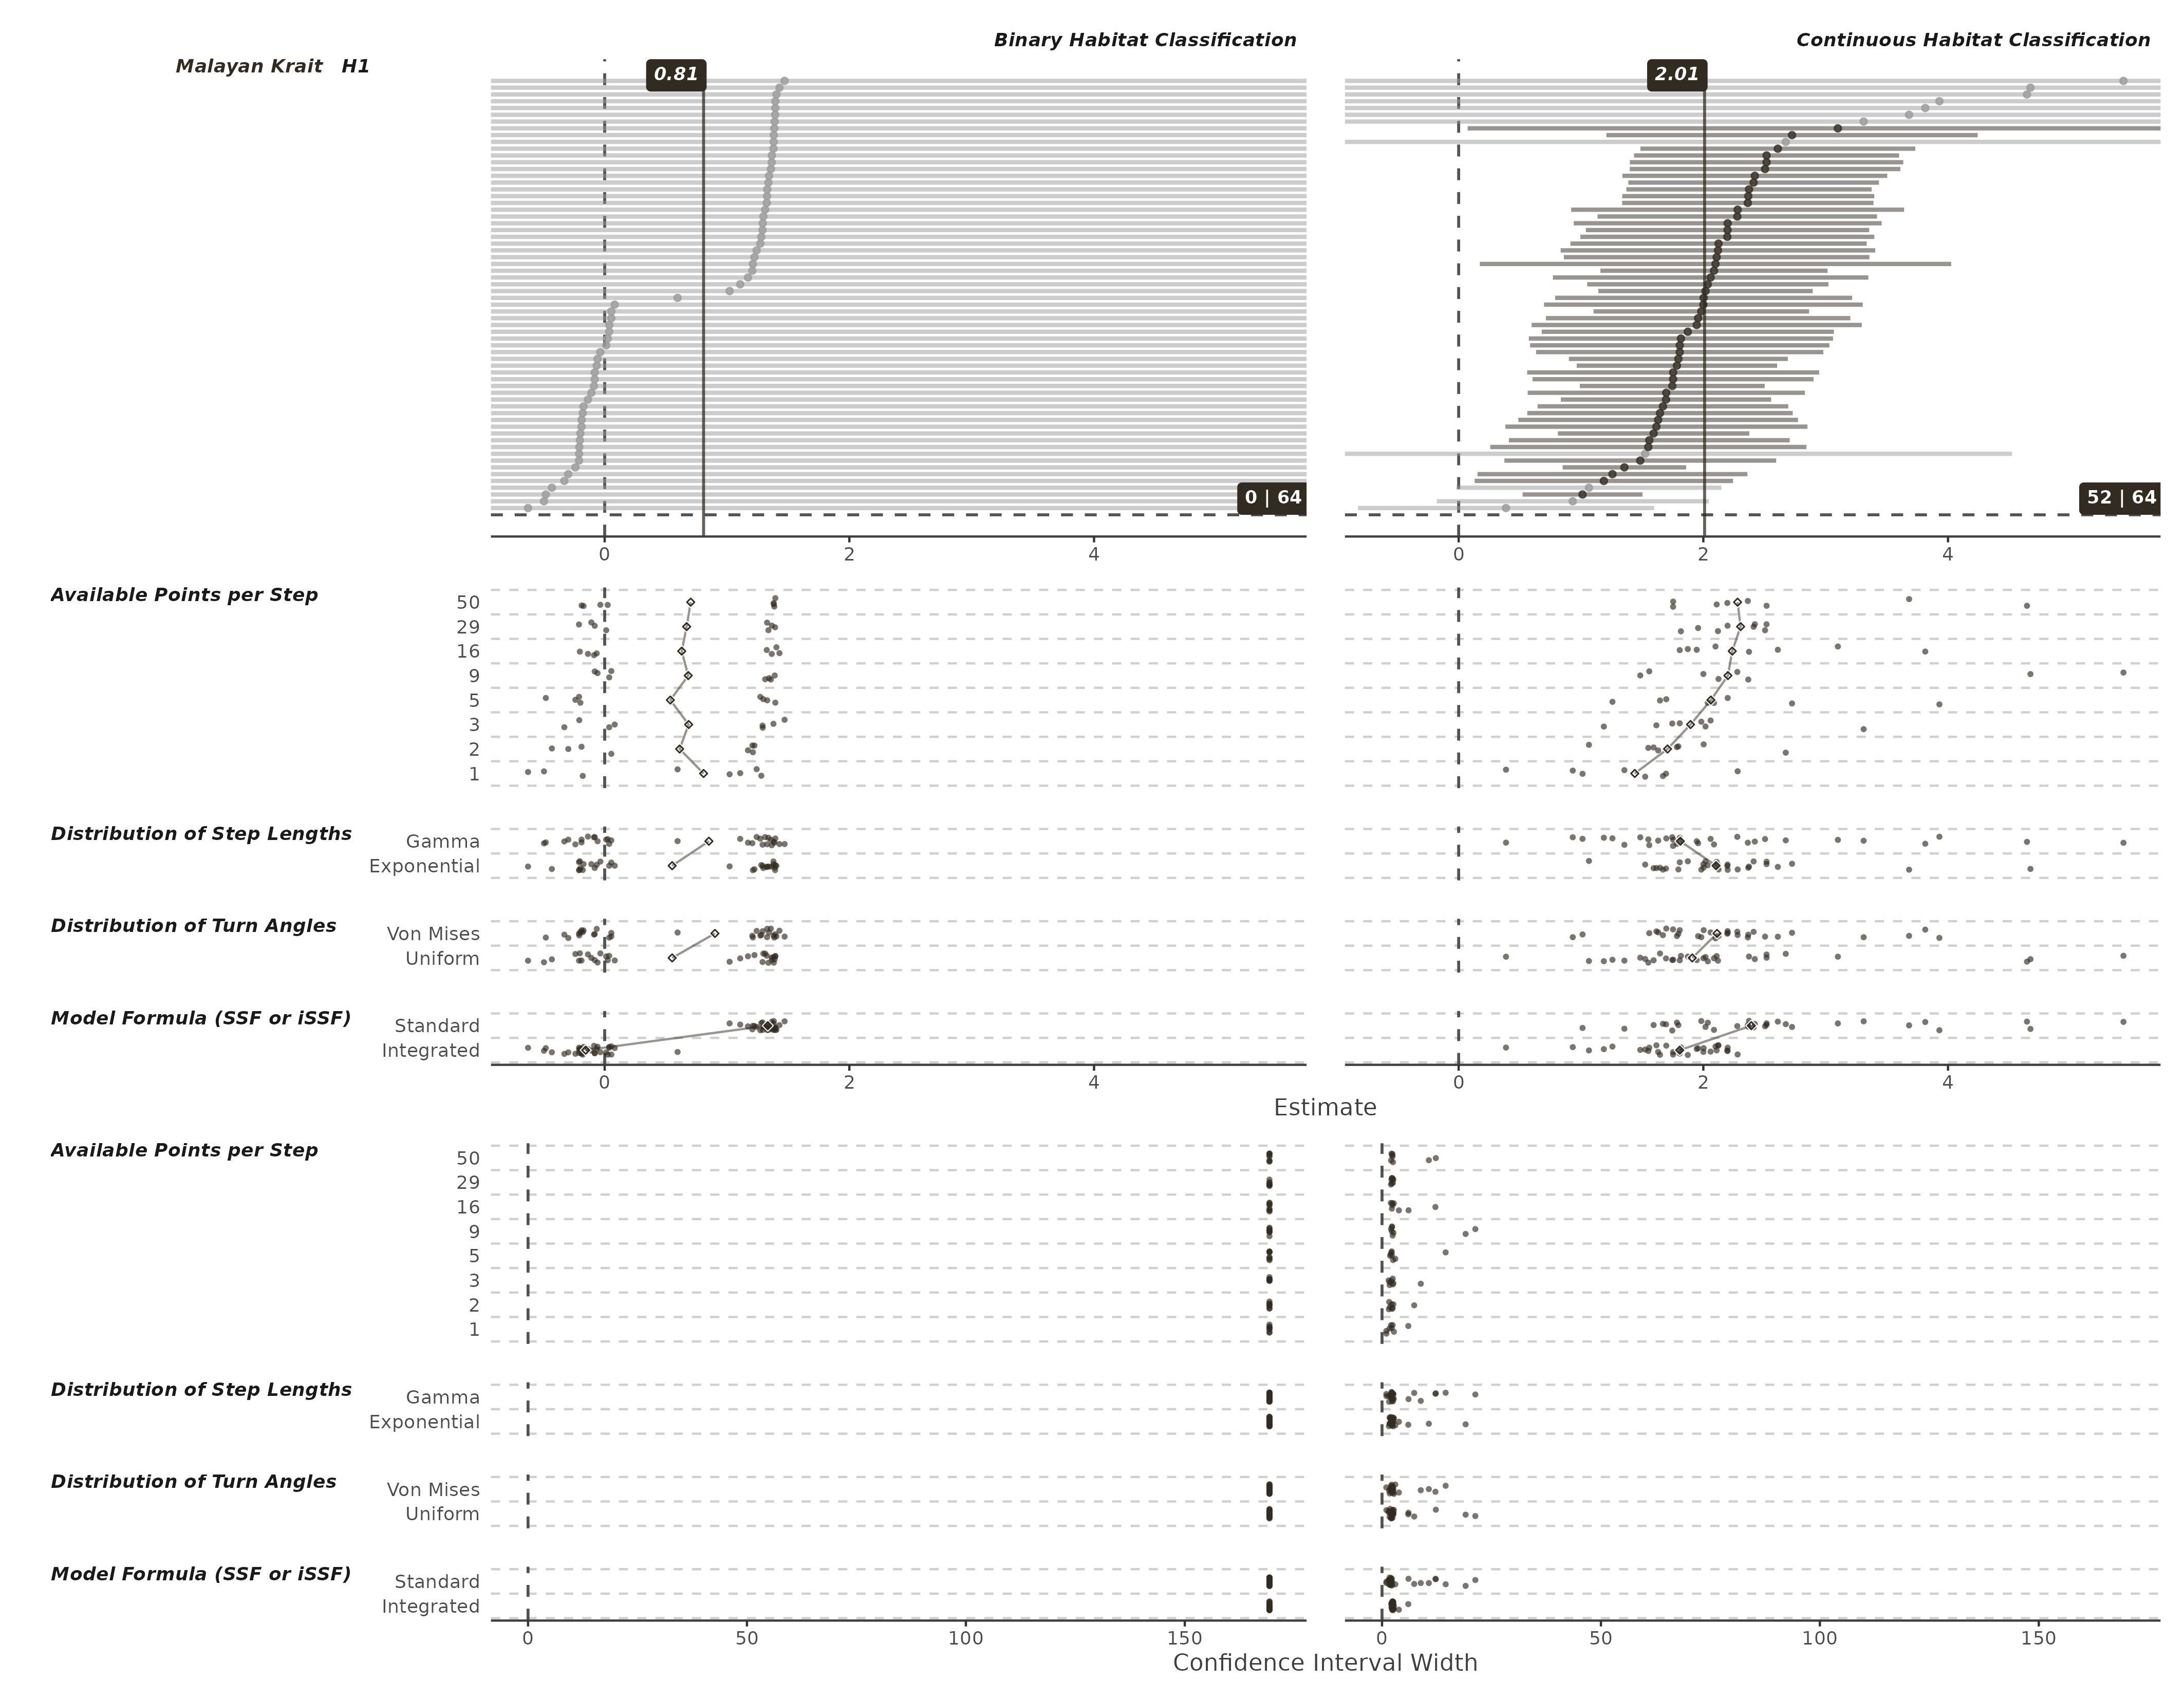 Binary Habitat Classification
Continuous Habitat Classification
Malayan Krait H1
0.81
2.01
0 | 64
52 | 64
0 2 4
0 2 4
Available Points per Step
50
29
16
9
5
3
2
1
Distribution of Step Lengths
Gamma
Exponential
Distribution of Turn Angles
Von Mises
Uniform
Model Formula (SSF or iSSF)
Standard
Integrated
0 2 4
0 2 4
Estimate
Available Points per Step
50
29
16
9
5
3
2
1
Distribution of Step Lengths
Gamma
Exponential
Distribution of Turn Angles
Von Mises
Uniform
Model Formula (SSF or iSSF)
Standard
Integrated
0 50 100 150
0 50 100 150
Confidence Interval Width